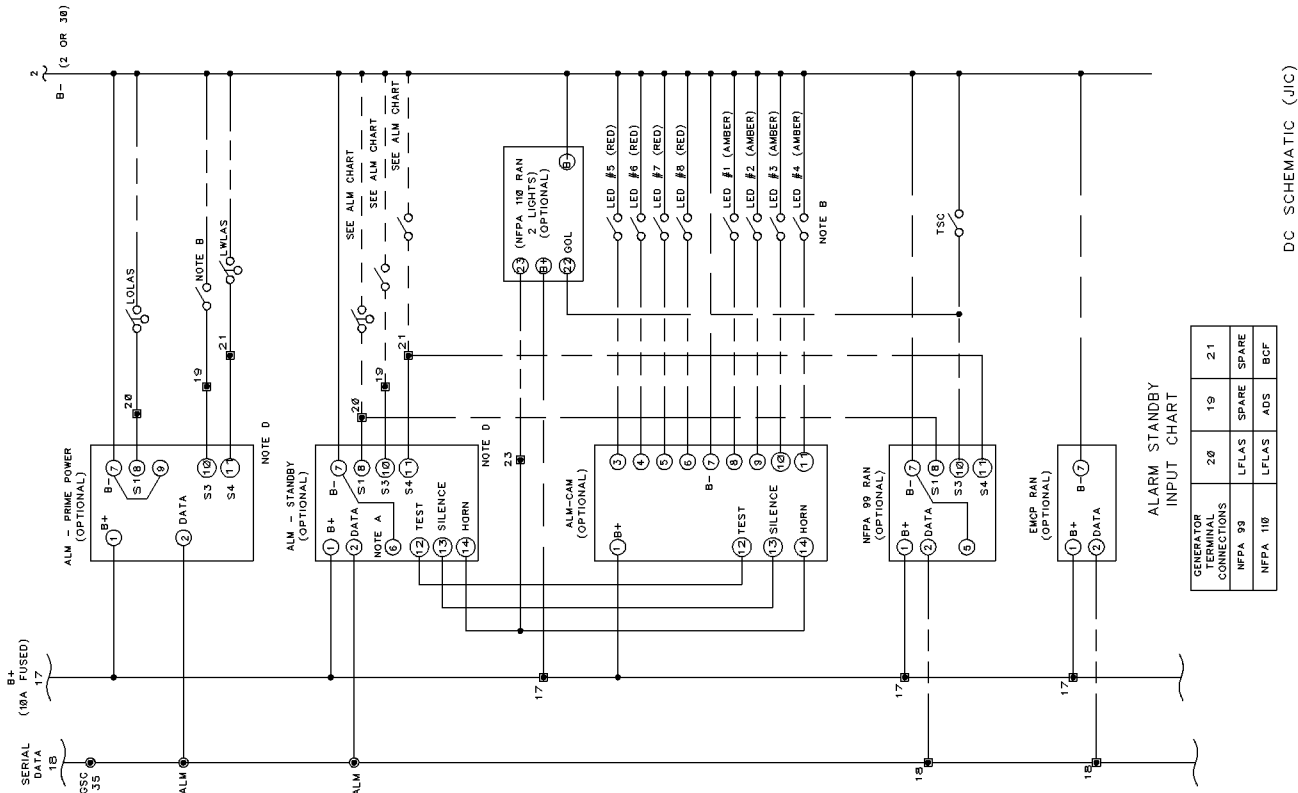 2
B- (2 OR 30)
B+
(10A FUSED)
17
SERIAL
DATA
18
GSC
35
ALM
ALM
ALM - PRIME POWER
(OPTIONAL)
B+
1
2 DATA
B- 7
S1 8
9
S3 10
S4 11
NOTE D
20
LOLAS
19
NOTE B
21
LWLAS
ALM - STANDBY
(OPTIONAL)
1 B+
2 DATA
NOTE A
6
12 TEST
13 SILENCE
14 HORN
B- 7
S1 8
S3 10
S4 11
NOTE D
20
19
21
SEE ALM CHART
SEE ALM CHART
SEE ALM CHART
23
(NFPA 110 RAN
2 LIGHTS)
(OPTIONAL)
23
B+
22 GOL
B-
17
ALM-CAM
(OPTIONAL)
1 B+
12 TEST
13 SILENCE
14 HORN
3
4
5
6
B- 7
8
9
10
11
LED #5 (RED)
LED #6 (RED)
LED #7 (RED)
LED #8 (RED)
LED #1 (AMBER)
LED #2 (AMBER)
LED #3 (AMBER)
LED #4 (AMBER)
NOTE B
NFPA 99 RAN
(OPTIONAL)
1 B+
2 DATA
5
B- 7
S1 8
S3 10
S4 11
17
18
TSC
EMCP RAN
(OPTIONAL)
1 B+
2 DATA
B- 7
17
18
ALARM STANDBY
INPUT CHART
GENERATOR
TERMINAL
CONNECTIONS
20
19
21
NFPA 99
LFLAS
SPARE
SPARE
NFPA 110
LFLAS
ADS
BCF
DC SCHEMATIC (JIC)